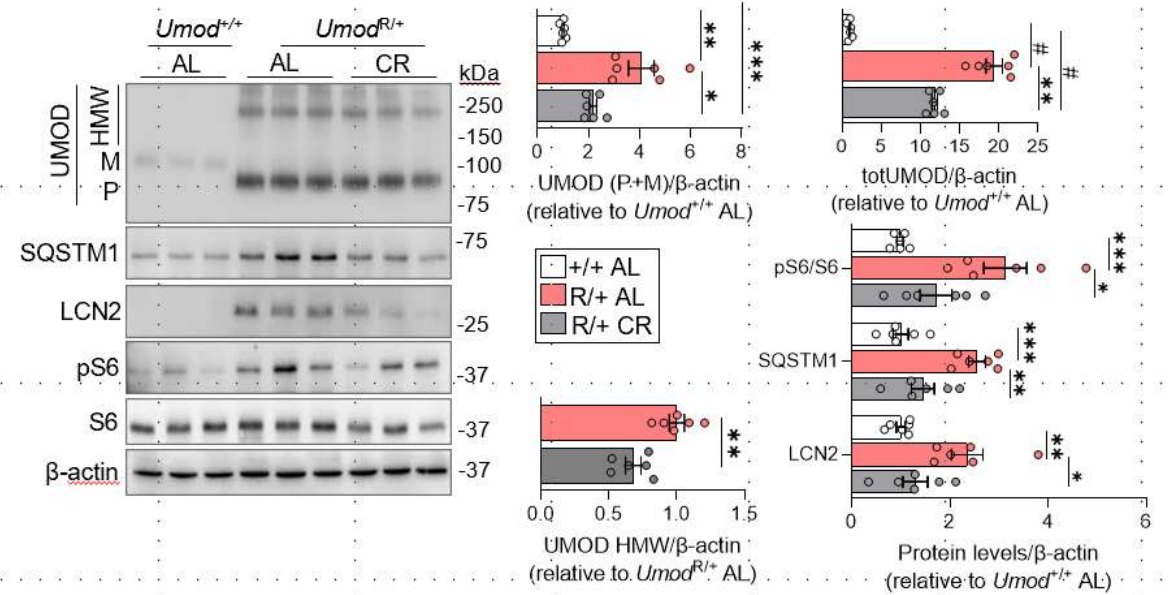 Umod+/+ UmodR/+
AL AL CR
kDa
UMOD
HMW
M
P
-250
-150
-100
-75
SQSTM1
-75
LCN2
-25
pS6
-37
S6
-37
β-actin
-37
**
*
***
0 2 4 6 8
UMOD (P+M)/β-actin
(relative to Umod+/+ AL)
#
**
#
0 5 10 15 20 25
totUMOD/β-actin
(relative to Umod+/+ AL)
+/+ AL
R/+ AL
R/+ CR
**
0.0 0.5 1.0 1.5
UMOD HMW/β-actin
(relative to UmodR/+ AL)
pS6/S6
***
*
SQSTM1
***
**
LCN2
**
*
0 2 4 6
Protein levels/β-actin
(relative to Umod+/+ AL)